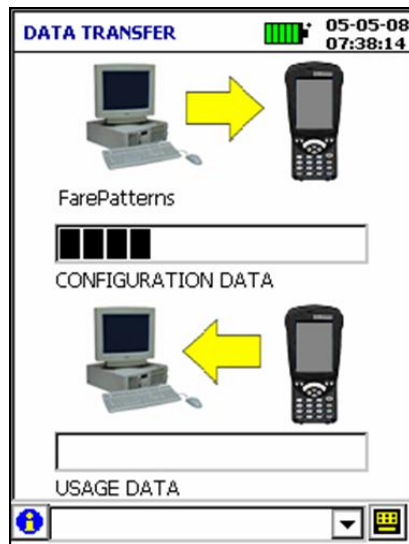 DATA TRANSFER
05-05-08
07:38:14
FarePatterns
CONFIGURATION DATA
USAGE DATA